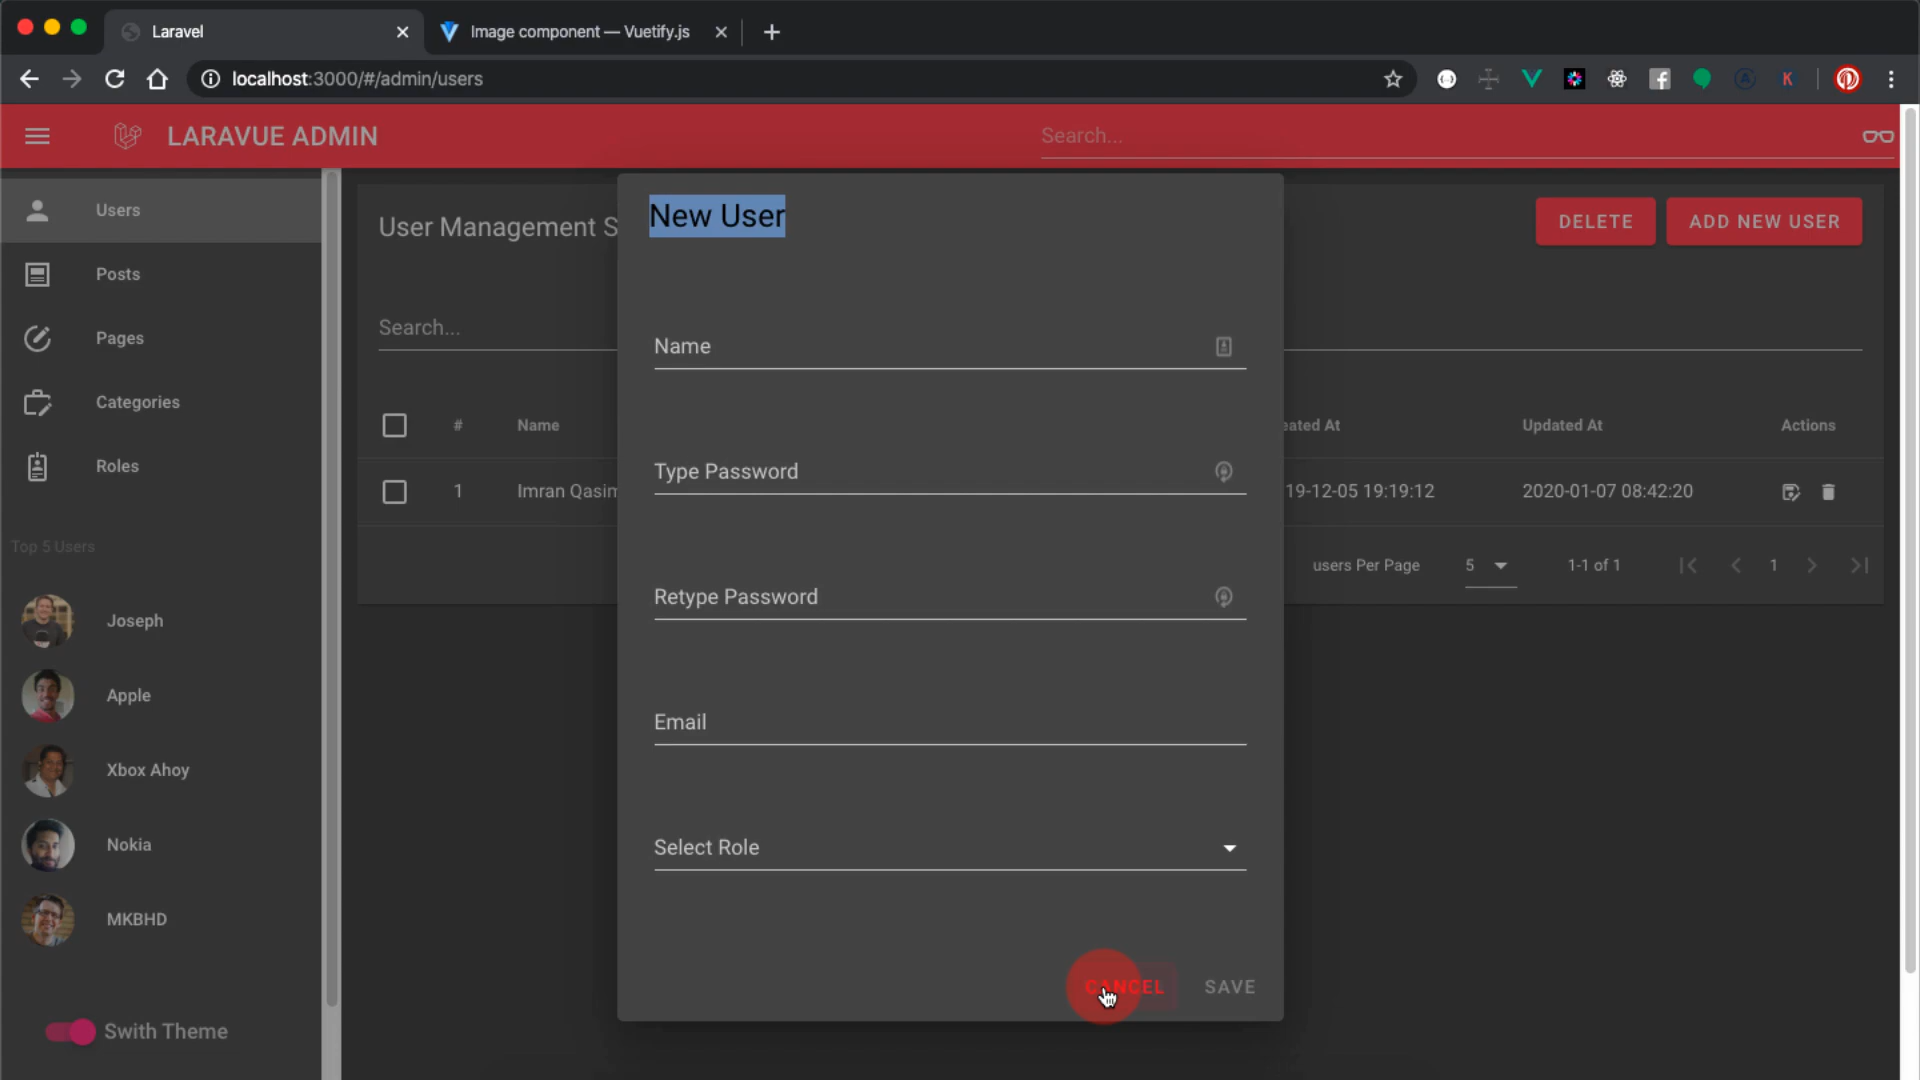 Laravel
Image component — Vuetify.js
localhost:3000/#/admin/users
LARAVUE ADMIN
Search...
Users
Posts
Pages
Categories
Roles
Top 5 Users
Joseph
Apple
Xbox Ahoy
Nokia
MKBHD
Swith Theme
User Management S
DELETE
ADD NEW USER
Search...
# Name eated At Updated At Actions
1 Imran Qasim 19-12-05 19:19:12 2020-01-07 08:42:20
users Per Page 5 1-1 of 1 1
New User
Name
Type Password
Retype Password
Email
Select Role
CANCEL SAVE